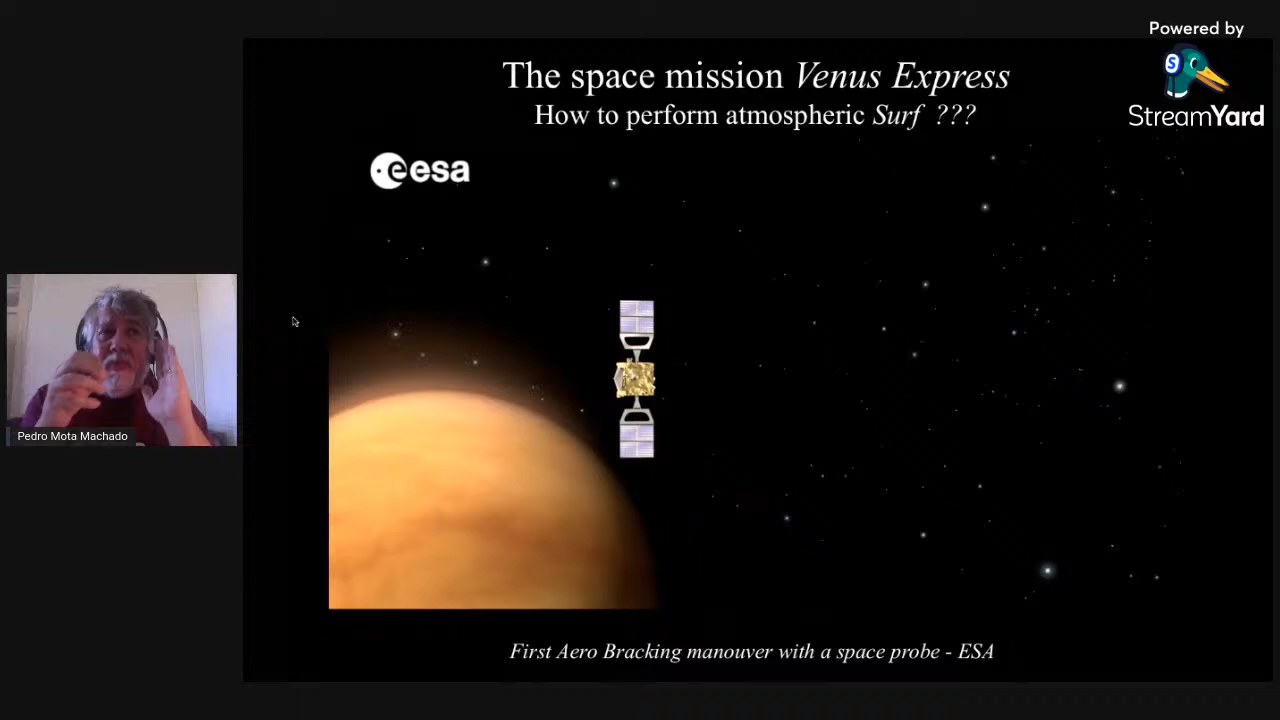 Powered by
S
StreamYard
The space mission Venus Express
How to perform atmospheric Surf ???
eesa
Pedro Mota Machado
First Aero Bracking manouver with a space probe - ESA